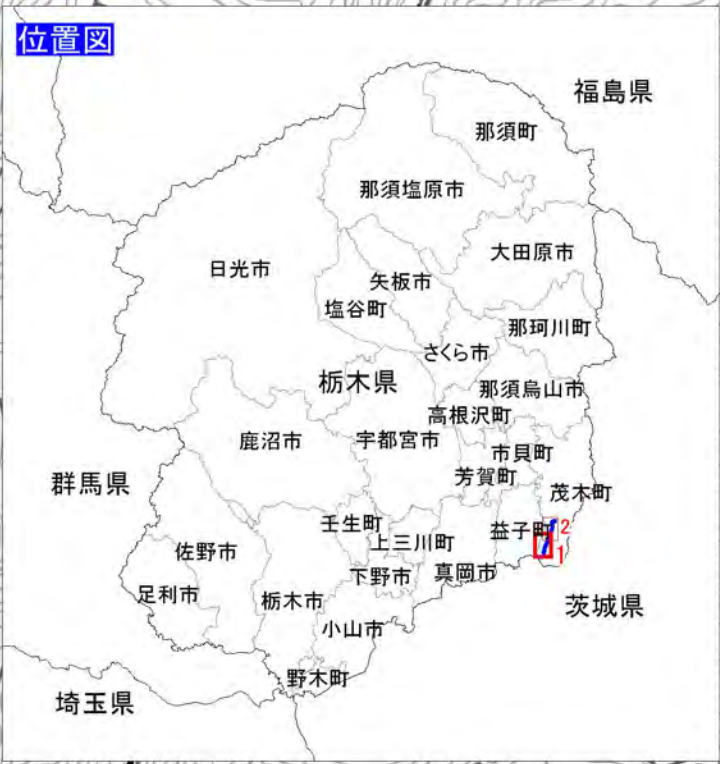 位置図
福島県
那須町
那須塩原市
大田原市
日光市
矢板市
塩谷町
那珂川町
さくら市
栃木県
那須烏山市
高根沢町
鹿沼市
宇都宮市
市貝町
芳賀町
群馬県
茂木町
壬生町
益子町
2
上三川町
佐野市
1
下野市
真岡市
足利市
栃木市
茨城県
小山市
野木町
埼玉県